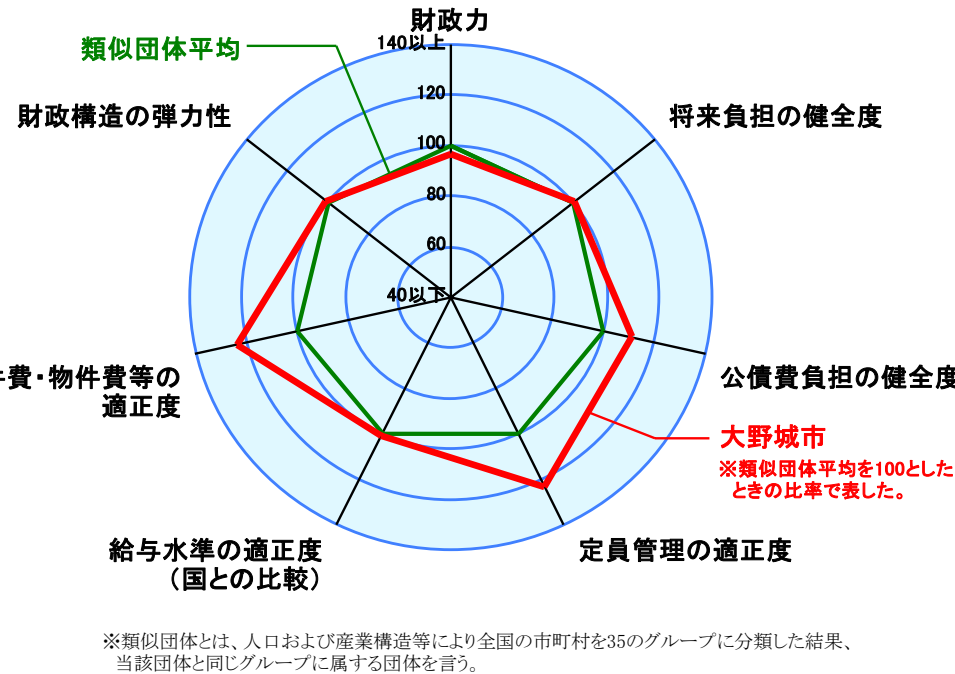 財政力
140以上
類似団体平均
120
財政構造の弾力性
将来負担の健全度
100
80
60
40以下
件費・物件費等の
適正度
公債費負担の健全度
大野城市
※類似団体平均を100とした
ときの比率で表した。
給与水準の適正度
（国との比較）
定員管理の適正度
※類似団体とは、人口および産業構造等により全国の市町村を35のグループに分類した結果、
当該団体と同じグループに属する団体を言う。